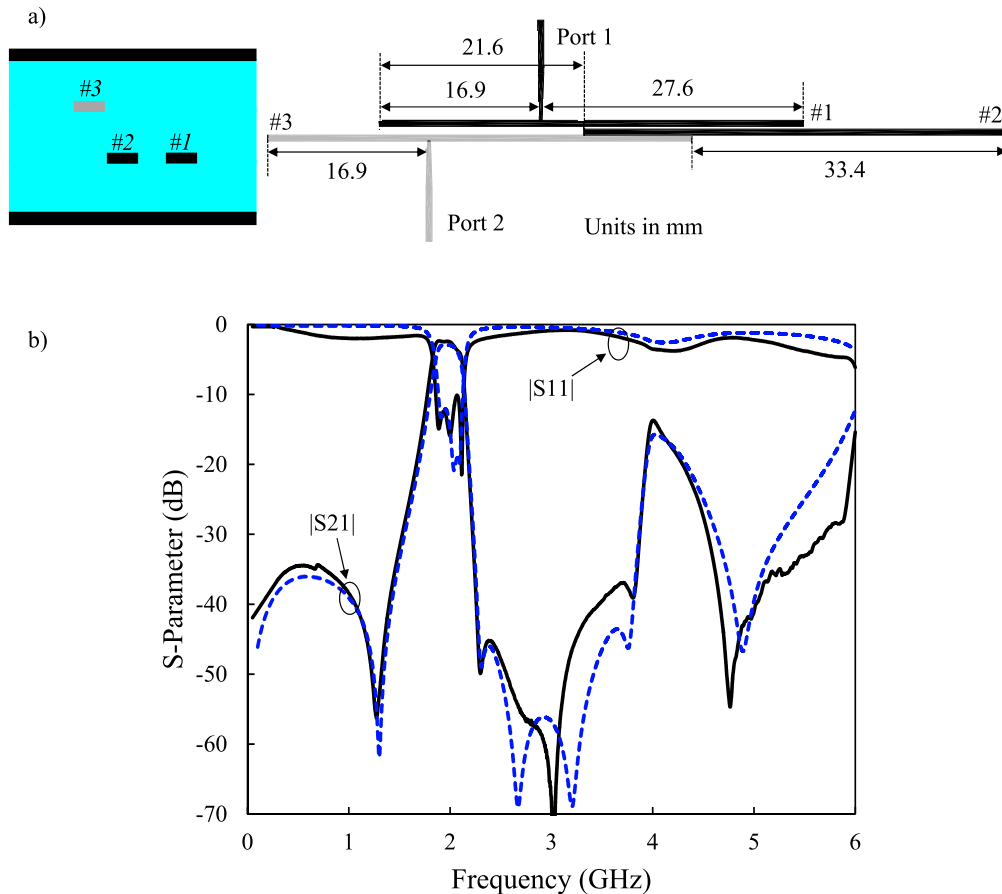 a)
#3
#2
#1
Port 1
21.6
16.9
27.6
#3
#1
#2
16.9
33.4
Port 2
Units in mm
b)
0
-10
-20
-30
-40
-50
-60
-70
S-Parameter (dB)
|S11|
|S21|
0
1
2
3
4
5
6
Frequency (GHz)